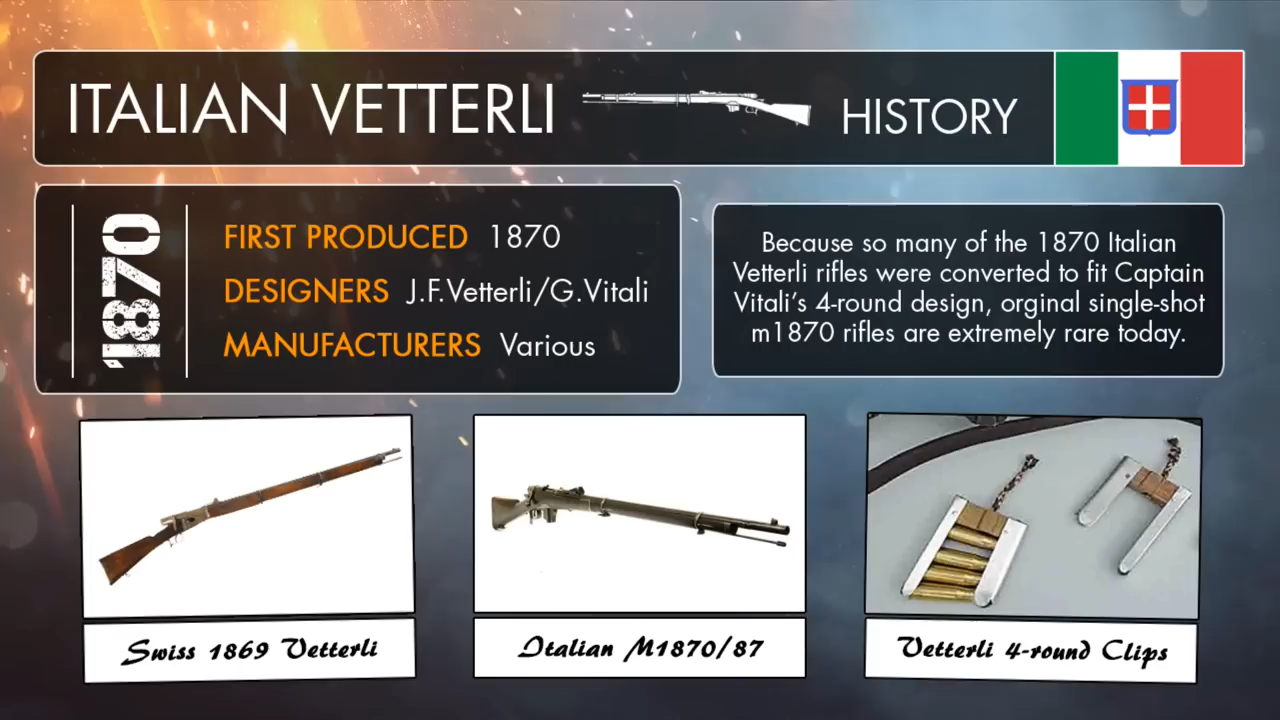 ITALIAN VETTERLI HISTORY
1870
FIRST PRODUCED 1870
DESIGNERS J.F.Vetterli/G.Vitali
MANUFACTURERS Various
Because so many of the 1870 Italian
Vetterli rifles were converted to fit Captain
Vitali's 4-round design, orginal single-shot
m1870 rifles are extremely rare today.
Swiss 1869 Vetterli
Italian M1870/87
Vetterli 4-round Clips